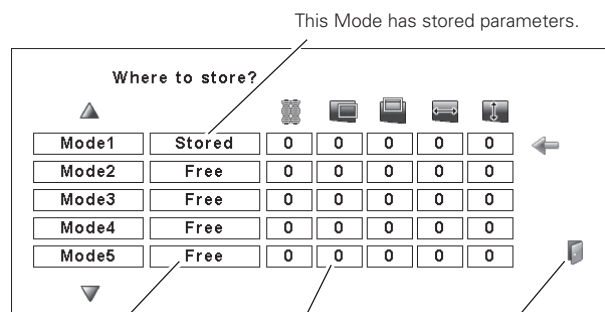 This Mode has stored parameters.
Where to store?
Mode1 Stored 0 0 0 0 0
Mode2 Free 0 0 0 0 0
Mode3 Free 0 0 0 0 0
Mode4 Free 0 0 0 0 0
Mode5 Free 0 0 0 0 0